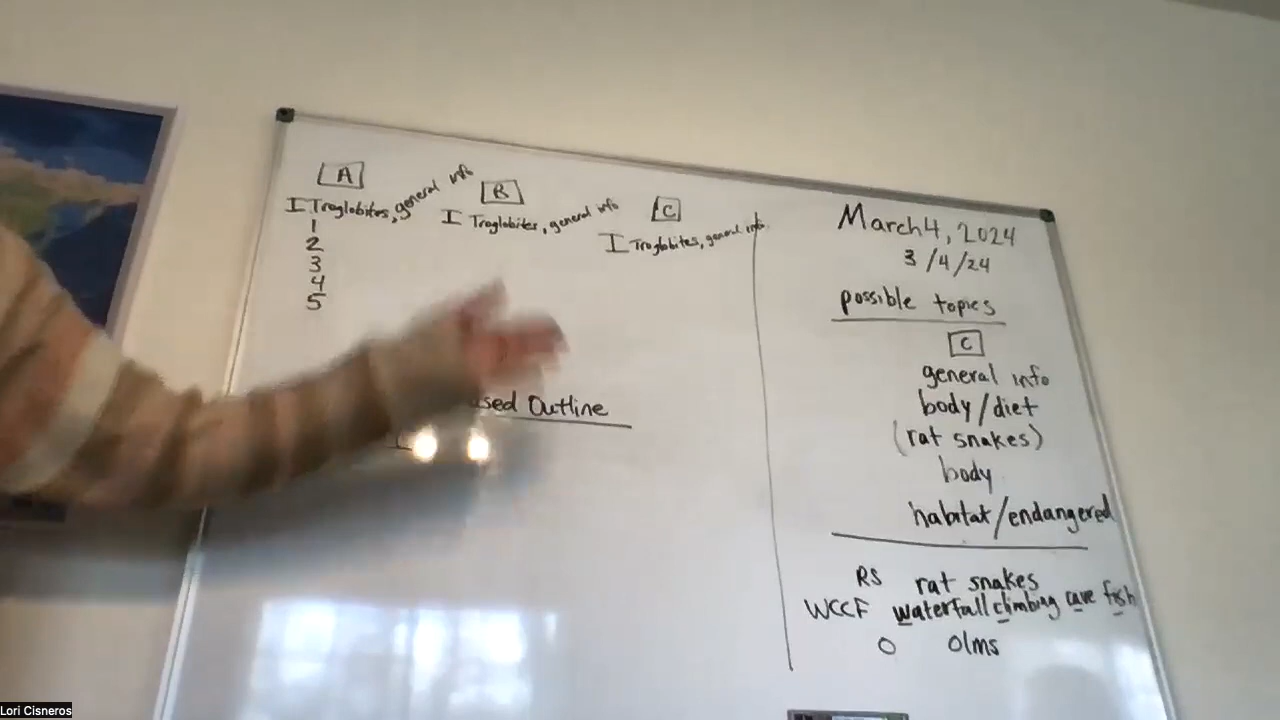 A
I Troglobites, general info
1
2
3
4
5
B
I Troglobites, general info
C
I Troglobites, general info
Outline
March 4, 2024
3/4/24
possible topics
C
general info
body/diet
(rat snakes)
body
habitat/endangered
RS rat snakes
WCCF waterfall climbing cave fish
O Olms
Lori Cisneros